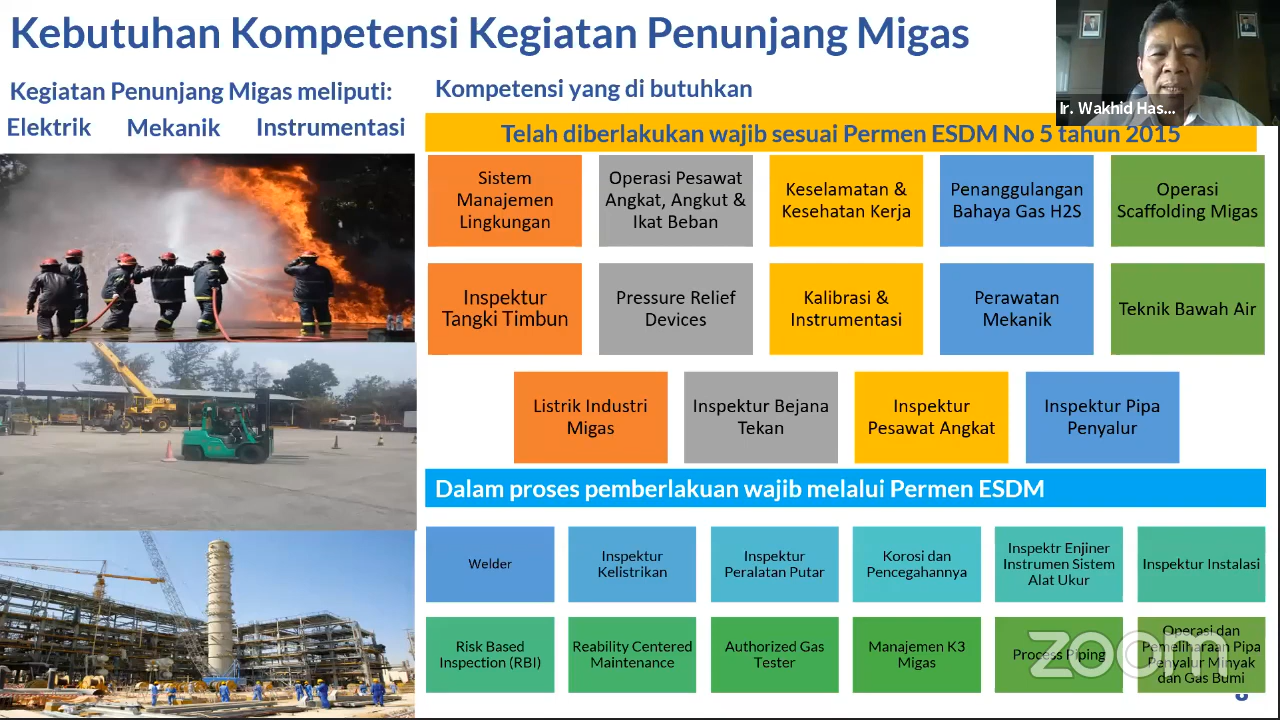 Kebutuhan Kompetensi Kegiatan Penunjang Migas
Ir. Wakhid Has...
Kegiatan Penunjang Migas meliputi:
Elektrik Mekanik Instrumentasi
Kompetensi yang di butuhkan
Telah diberlakukan wajib sesuai Permen ESDM No 5 tahun 2015
Sistem
Manajemen
Lingkungan
Operasi Pesawat
Angkat, Angkut &
Ikat Beban
Keselamatan &
Kesehatan Kerja
Penanggulangan
Bahaya Gas H2S
Operasi
Scaffolding Migas
Inspektur
Tangki Timbun
Pressure Relief
Devices
Kalibrasi &
Instrumentasi
Perawatan
Mekanik
Teknik Bawah Air
Listrik Industri
Migas
Inspektur Bejana
Tekan
Inspektur
Pesawat Angkat
Inspektur Pipa
Penyalur
Dalam proses pemberlakuan wajib melalui Permen ESDM
Welder
Inspektur
Kelistrikan
Inspektur
Peralatan Putar
Korosi dan
Pencegahannya
Inspektr Enjiner
Instrumen Sistem
Alat Ukur
Inspektur Instalasi
Risk Based
Inspection (RBI)
Reability Centered
Maintenance
Authorized Gas
Tester
Manajemen K3
Migas
Process Piping
Operasi dan
Pemeliharaan Pipa
Penyalur Minyak
dan Gas Bumi
zoom